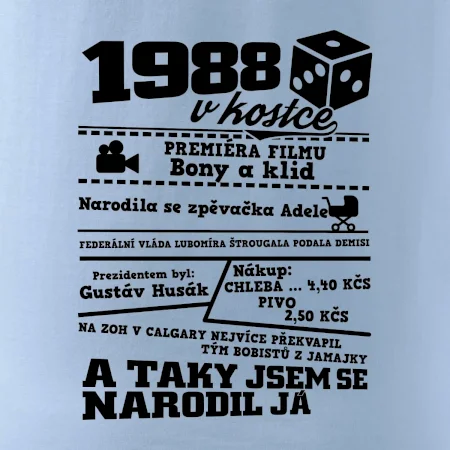 1988
v kostce
PREMIÉRA FILMU
Bony a klid
Narodila se zpěvačka Adele
FEDERÁLNÍ VLÁDA LUBOMÍRA ŠTROUGALA PODALA DEMISI
Prezidentem byl:
Gustáv Husák
Nákup:
CHLEBA ... 4,40 KČS
PIVO
2,50 KČS
NA ZOH V CALGARY NEJVÍCE PŘEKVAPIL
TÝM BOBISTŮ Z JAMAJKY
A TAKY JSEM SE
NARODIL JÁ